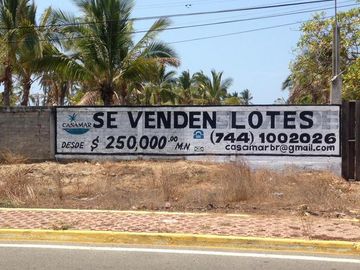 CASAMAR
SE VENDEN LOTES
DESDE $ 250,000.00 M.N
(744) 1002026
casamarbr@gmail.com